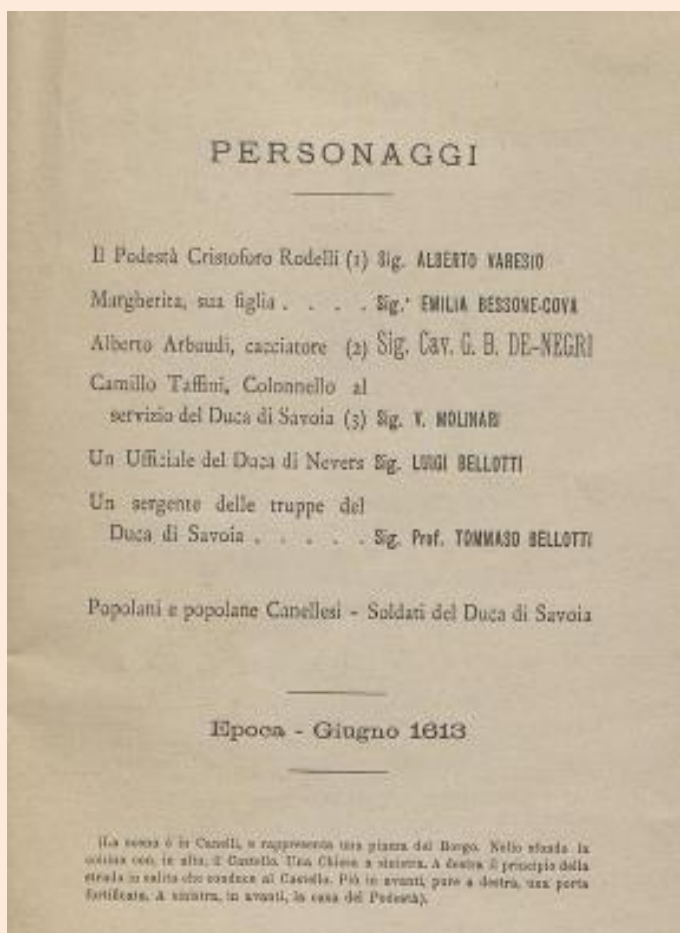 PERSONAGGI
Il Podestà Cristoforo Rodelli (1) Sig. ALBERTO VARESIO
Margherita, sua figlia . . . . Sig.ª EMILIA BESSONE-COVA
Alberto Arbaudi, cacciatore (2) Sig. Cav. G. B. DE-NEGRI
Camillo Taffini, Colonnello al
servizio del Duca di Savoia (3) Sig. V. MOLINARI
Un Ufficiale del Duca di Nevers Sig. LUIGI BELLOTTI
Un sergente delle truppe del
Duca di Savoia . . . . . Sig. Prof. TOMMASO BELLOTTI
Popolani e popolane Canellesi - Soldati del Duca di Savoia
Epoca - Giugno 1613
(La scena è in Canelli, e rappresenta una piazza del Borgo. Nello sfondo la
collina con, in alto, il Castello. Una Chiesa a sinistra. A destra il principio della
strada in salita che conduce al Castello. Più in avanti, pure a destra, una porta
fortificata. A sinistra, in avanti, la casa del Podestà).